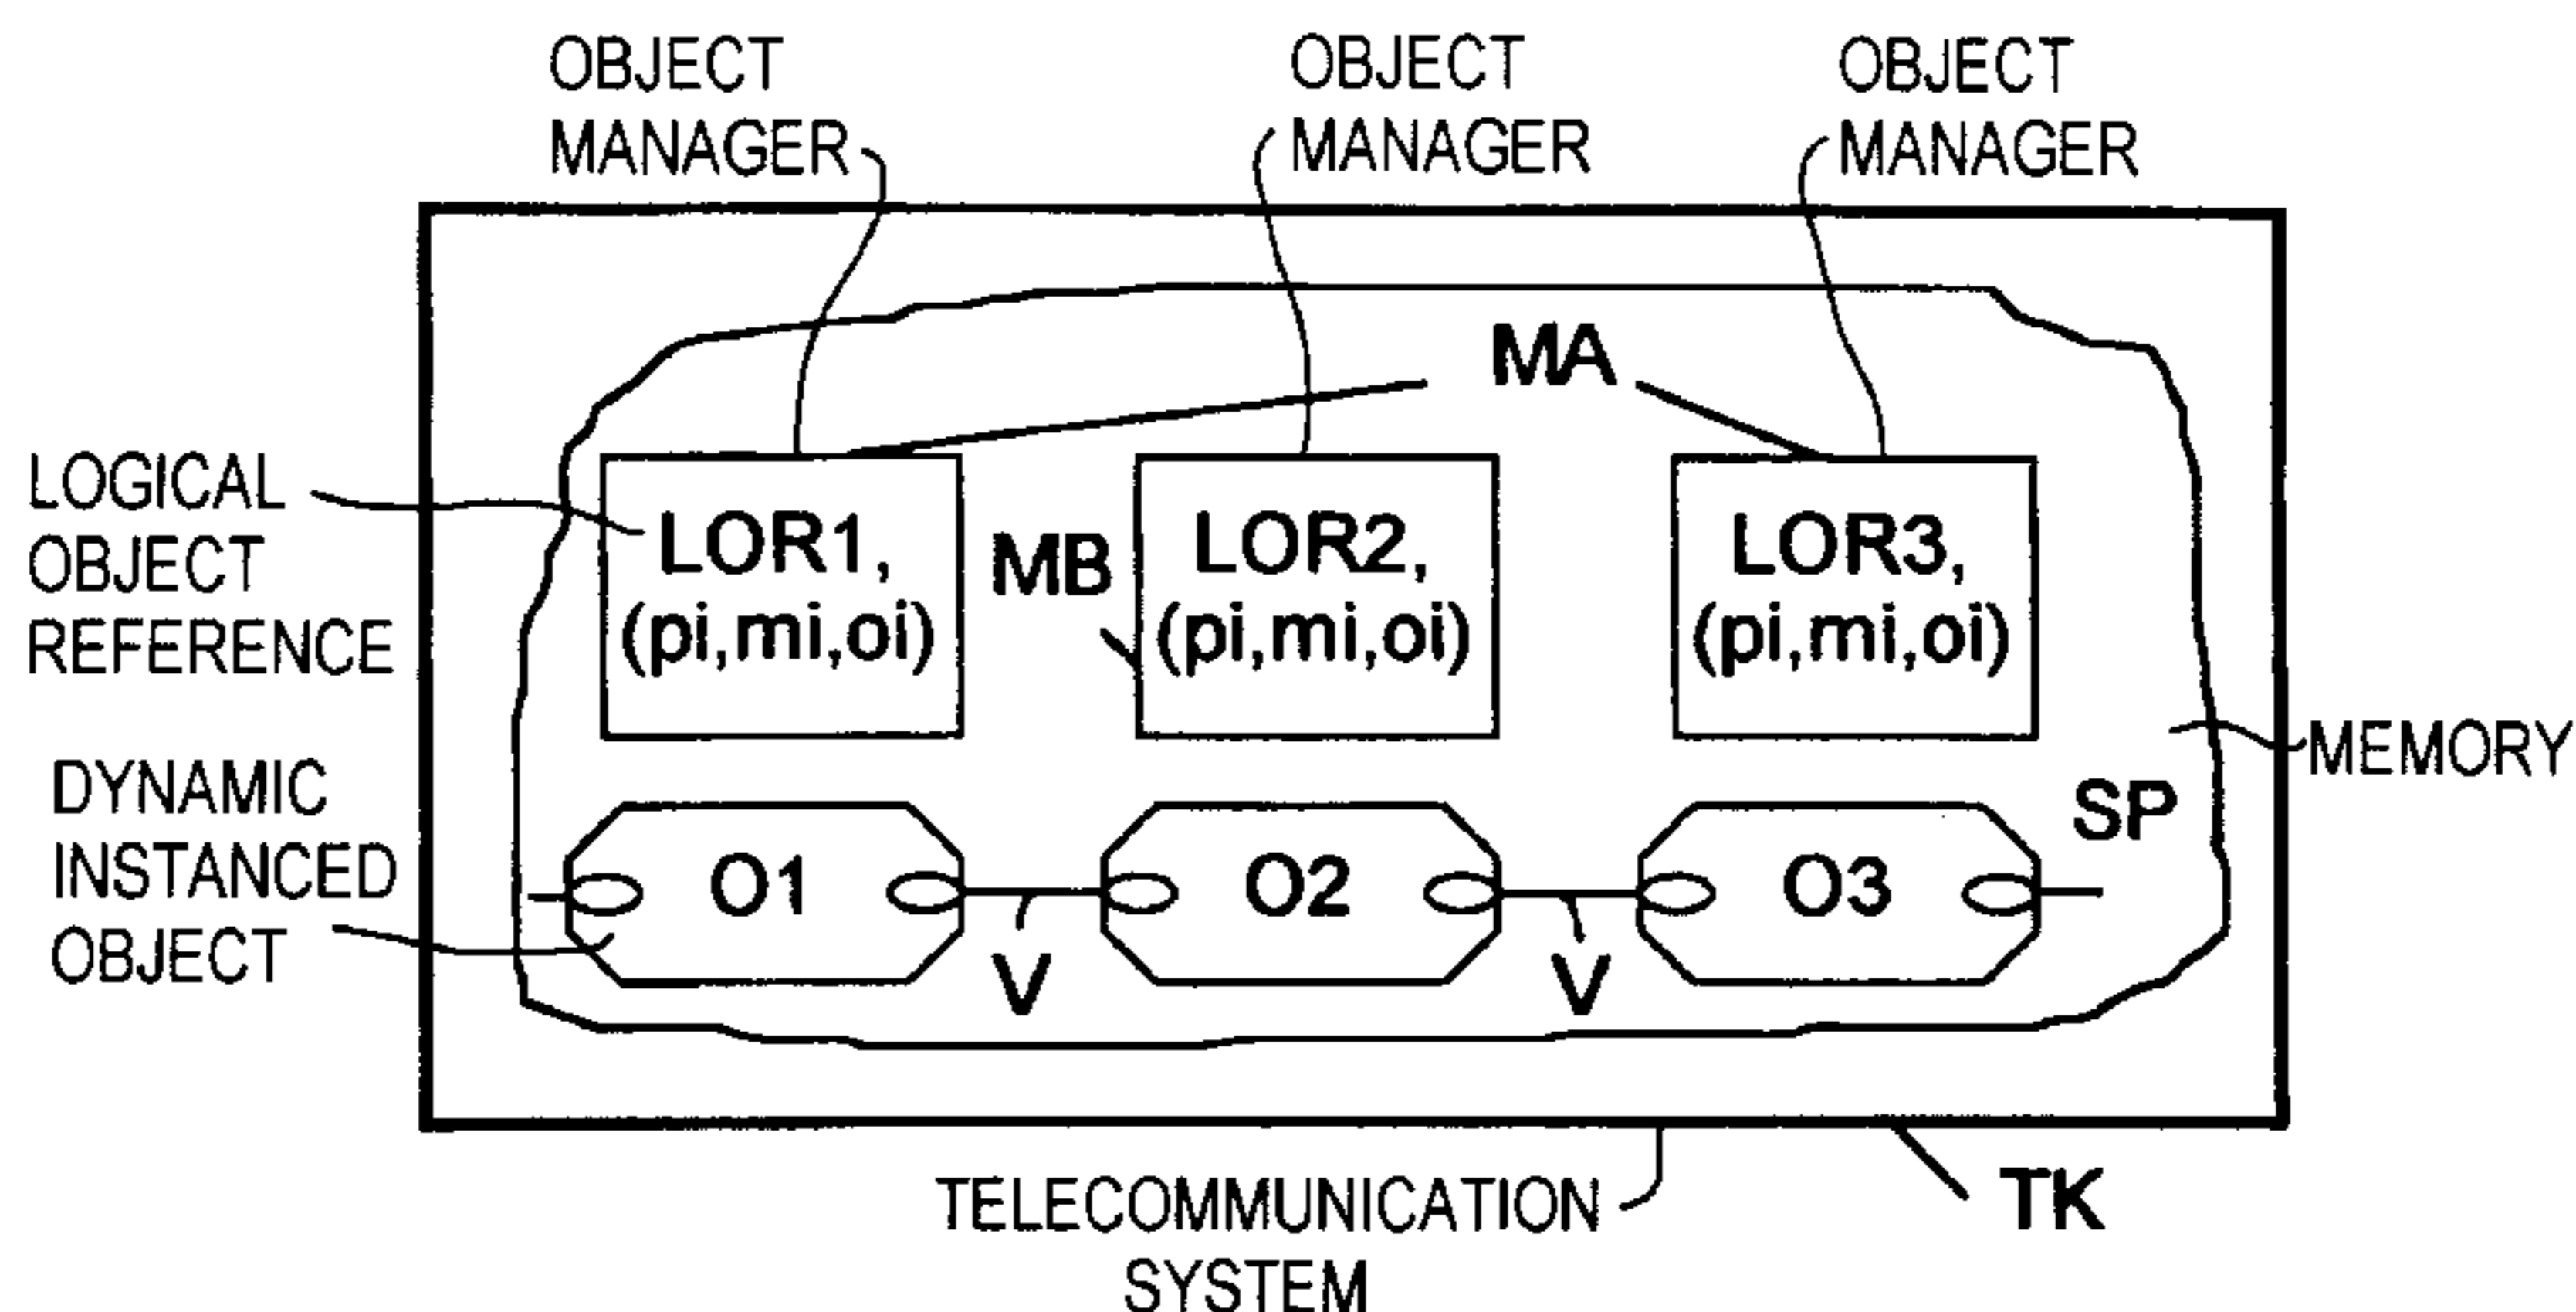 OBJECT
MANAGER
OBJECT
MANAGER
OBJECT
MANAGER
MA
LOGICAL
OBJECT
REFERENCE
LOR1,
(pi,mi,oi)
MB
LOR2,
(pi,mi,oi)
LOR3,
(pi,mi,oi)
MEMORY
SP
DYNAMIC
INSTANCED
OBJECT
O1
V
O2
V
O3
TELECOMMUNICATION
SYSTEM
TK